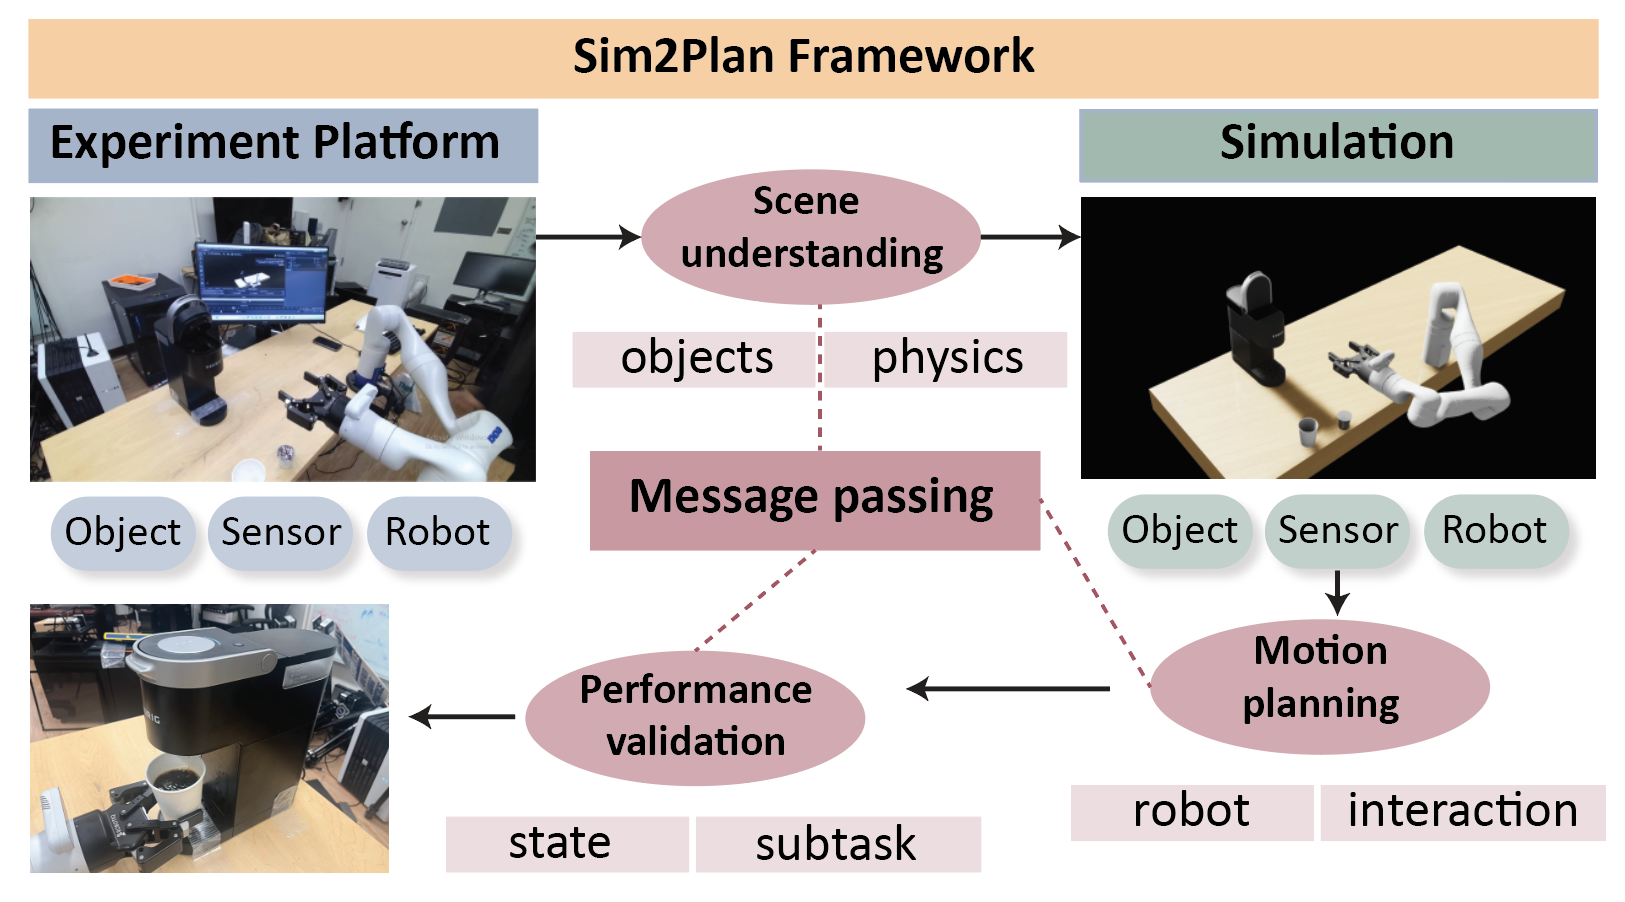 Sim2Plan Framework
Experiment Platform
Simulation
Scene
understanding
objects
physics
Message passing
Object
Sensor
Robot
Object
Sensor
Robot
Motion
planning
Performance
validation
robot
interaction
state
subtask